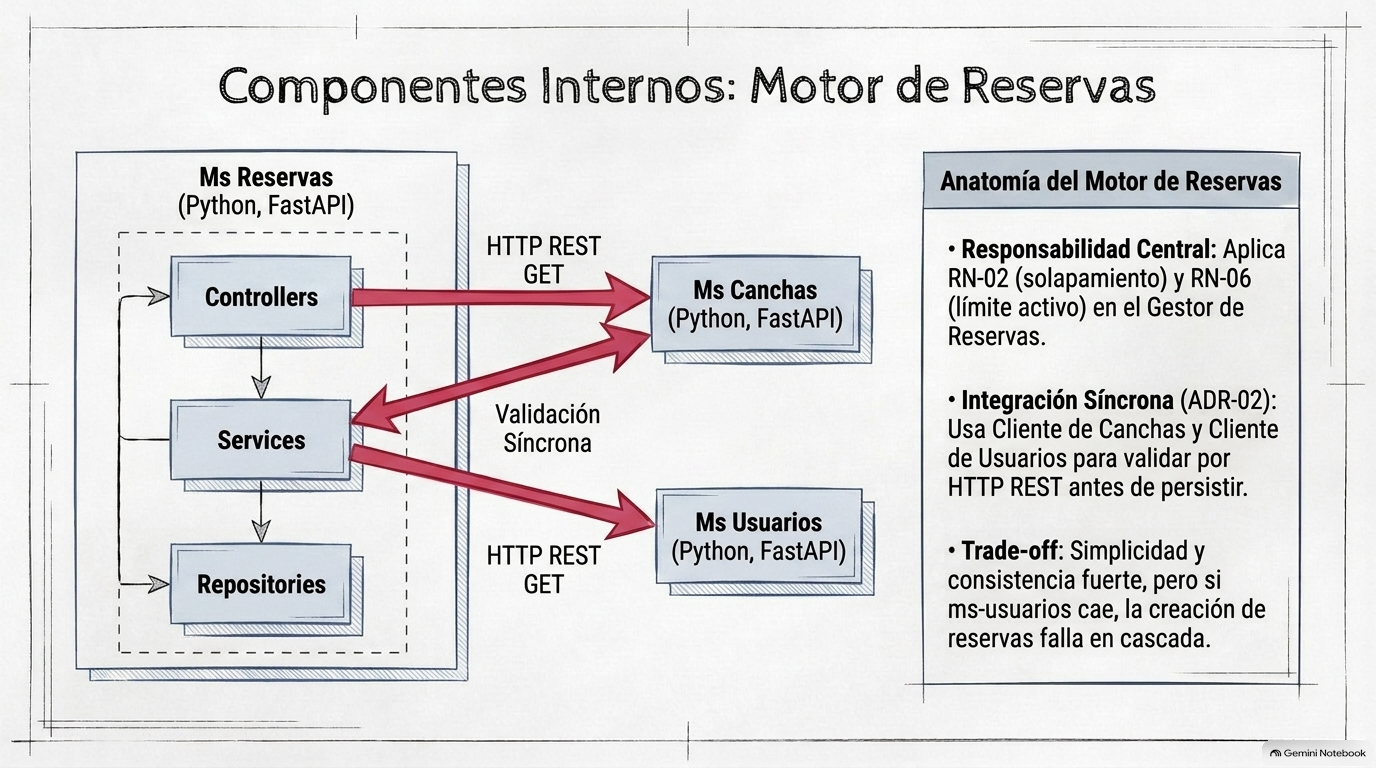 Componentes Internos: Motor de Reservas
Ms Reservas
(Python, FastAPI)
Controllers
Services
Repositories
HTTP REST
GET
Validación
Síncrona
HTTP REST
GET
Ms Canchas
(Python, FastAPI)
Ms Usuarios
(Python, FastAPI)
Anatomía del Motor de Reservas
• Responsabilidad Central: Aplica
RN-02 (solapamiento) y RN-06
(límite activo) en el Gestor de
Reservas.
• Integración Síncrona (ADR-02):
Usa Cliente de Canchas y Cliente
de Usuarios para validar por
HTTP REST antes de persistir.
• Trade-off: Simplicidad y
consistencia fuerte, pero si
ms-usuarios cae, la creación de
reservas falla en cascada.
Gemini Notebook